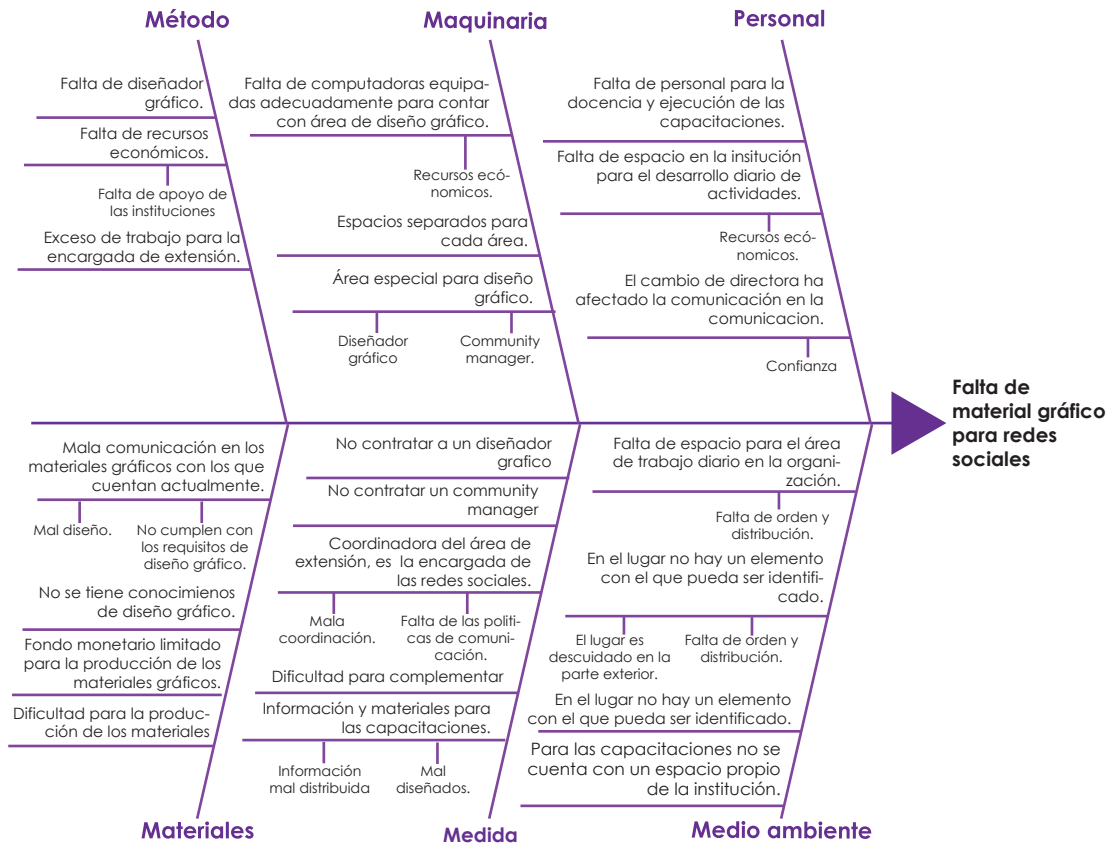 Método
Falta de diseñador
gráfico.
Falta de recursos
económicos.
Falta de apoyo de
las instituciones
Exceso de trabajo para la
encargada de extensión.
Maquinaria
Falta de computadoras equipa-
das adecuadamente para contar
con área de diseño gráfico.
Recursos ecó-
nomicos.
Espacios separados para
cada área.
Área especial para diseño
gráfico.
Diseñador
gráfico
Community
manager.
Personal
Falta de personal para la
docencia y ejecución de las
capacitaciones.
Falta de espacio en la insitución
para el desarrollo diario de
actividades.
Recursos ecó-
nomicos.
El cambio de directora ha
afectado la comunicación en la
comunicacion.
Confianza
Falta de
material gráfico
para redes
sociales
Mala comunicación en los
materiales gráficos con los que
cuentan actualmente.
Mal diseño.
No cumplen con
los requisitos de
diseño gráfico.
No se tiene conocimienos
de diseño gráfico.
Fondo monetario limitado
para la producción de los
materiales gráficos.
Dificultad para la produc-
ción de los materiales
Materiales
No contratar a un diseñador
grafico
No contratar un community
manager
Coordinadora del área de
extensión, es la encargada de
las redes sociales.
Mala
coordinación.
Falta de las politi-
cas de comuni-
cación.
Dificultad para complementar
Información y materiales para
las capacitaciones.
Información
mal distribuida
Mal
diseñados.
Medida
Falta de espacio para el área
de trabajo diario en la organi-
zación.
Falta de orden y
distribución.
En el lugar no hay un elemento
con el que pueda ser identifi-
cado.
El lugar es
descuidado en la
parte exterior.
Falta de orden y
distribución.
En el lugar no hay un elemento
con el que pueda ser identificado.
Para las capacitaciones no se
cuenta con un espacio propio
de la institución.
Medio ambiente